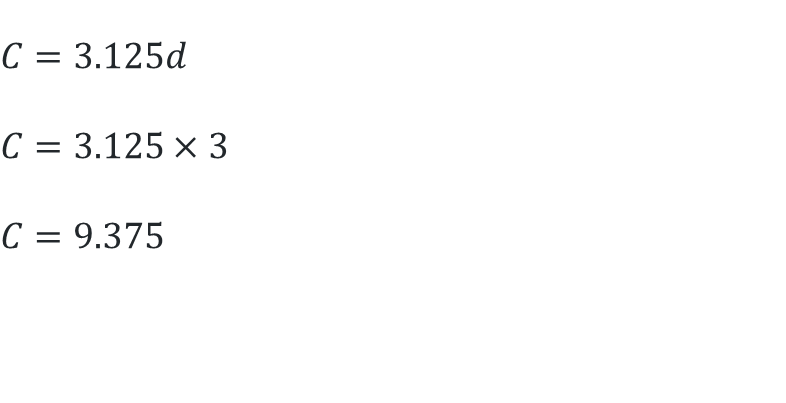 C = 3.125d
C = 3.125 × 3
C = 9.375